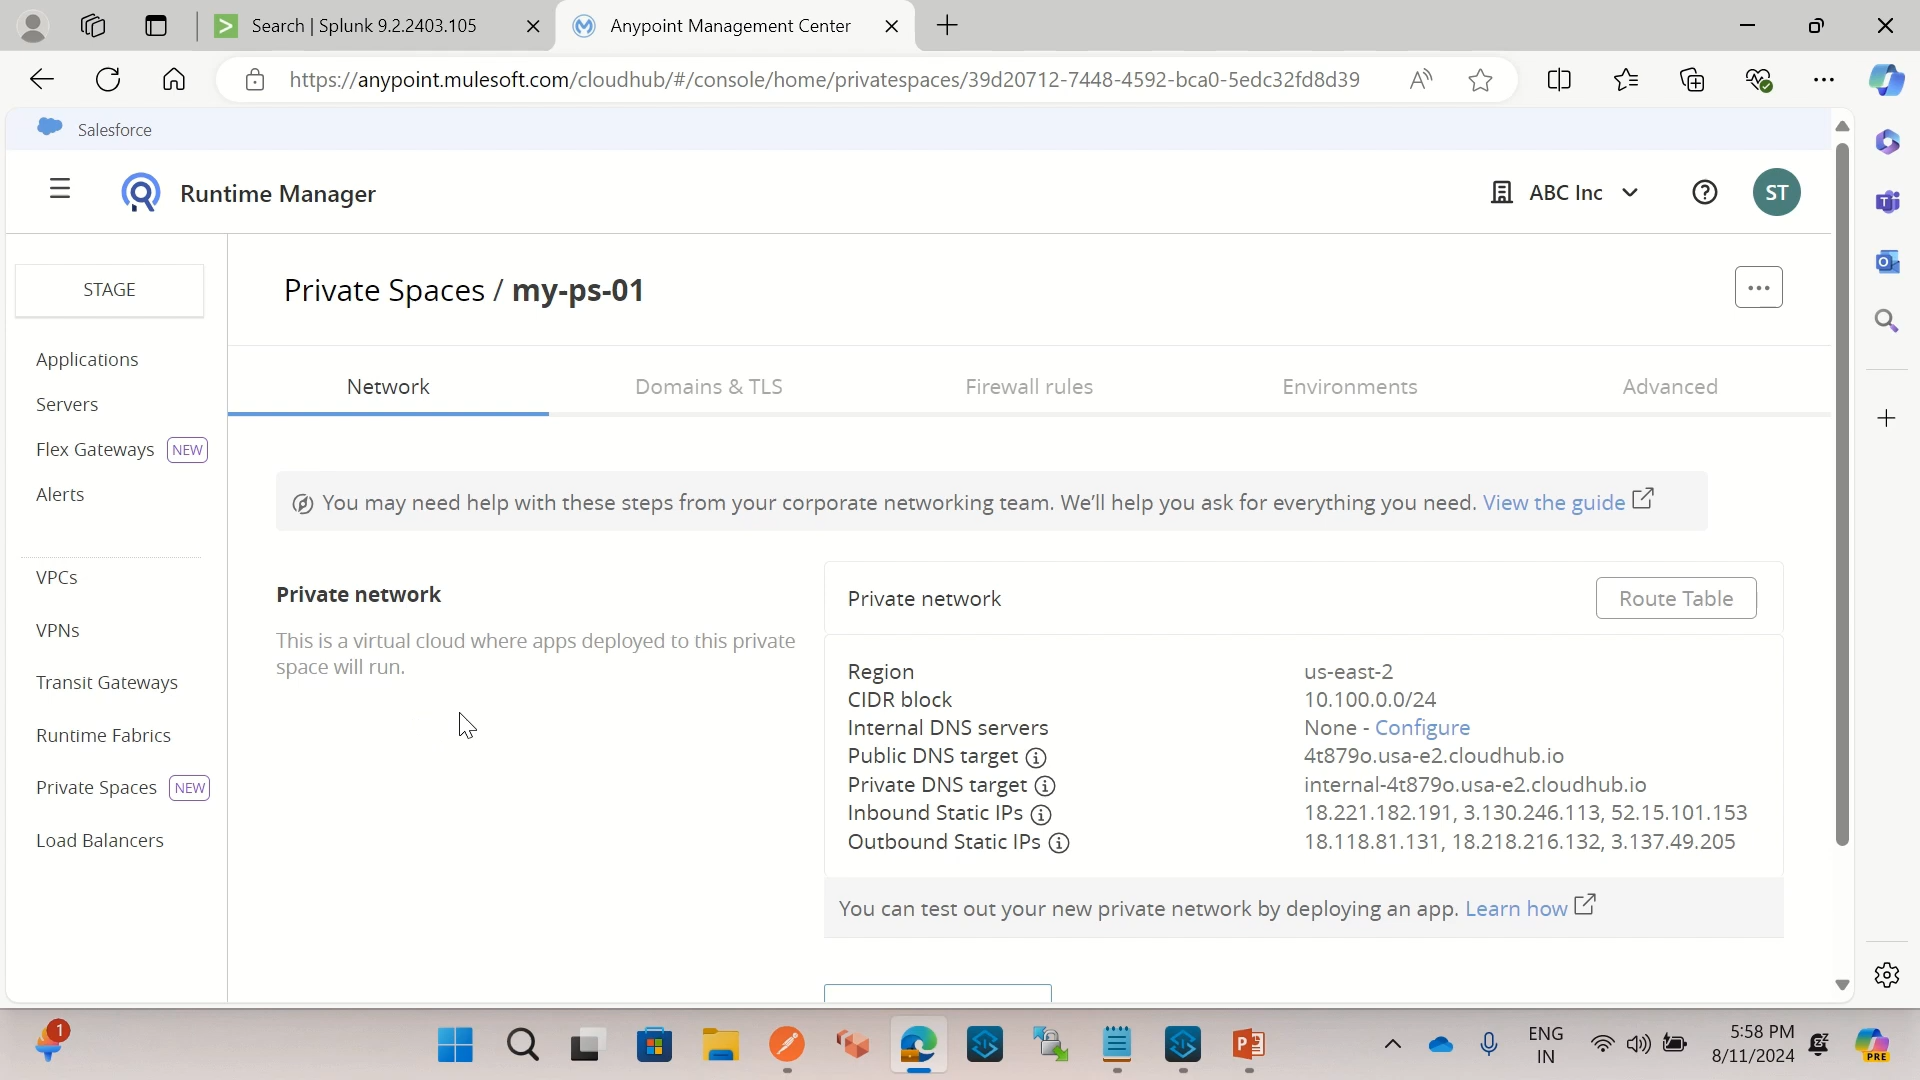 Search | Splunk 9.2.2403.105
Anypoint Management Center
https://anypoint.mulesoft.com/cloudhub/#/console/home/privatespaces/39d20712-7448-4592-bca0-5edc32fd8d39
Salesforce
Runtime Manager
ABC Inc
ST
STAGE
Applications
Servers
Flex Gateways NEW
Alerts
VPCs
VPNs
Transit Gateways
Runtime Fabrics
Private Spaces NEW
Load Balancers
Private Spaces / my-ps-01
Network
Domains & TLS
Firewall rules
Environments
Advanced
You may need help with these steps from your corporate networking team. We'll help you ask for everything you need. View the guide
Private network
This is a virtual cloud where apps deployed to this private
space will run.
Private network
Route Table
Region us-east-2
CIDR block 10.100.0.0/24
Internal DNS servers None - Configure
Public DNS target 4t879o.usa-e2.cloudhub.io
Private DNS target internal-4t879o.usa-e2.cloudhub.io
Inbound Static IPs 18.221.182.191, 3.130.246.113, 52.15.101.153
Outbound Static IPs 18.118.81.131, 18.218.216.132, 3.137.49.205
You can test out your new private network by deploying an app. Learn how
1
ENG
IN
5:58 PM
8/11/2024
PRE